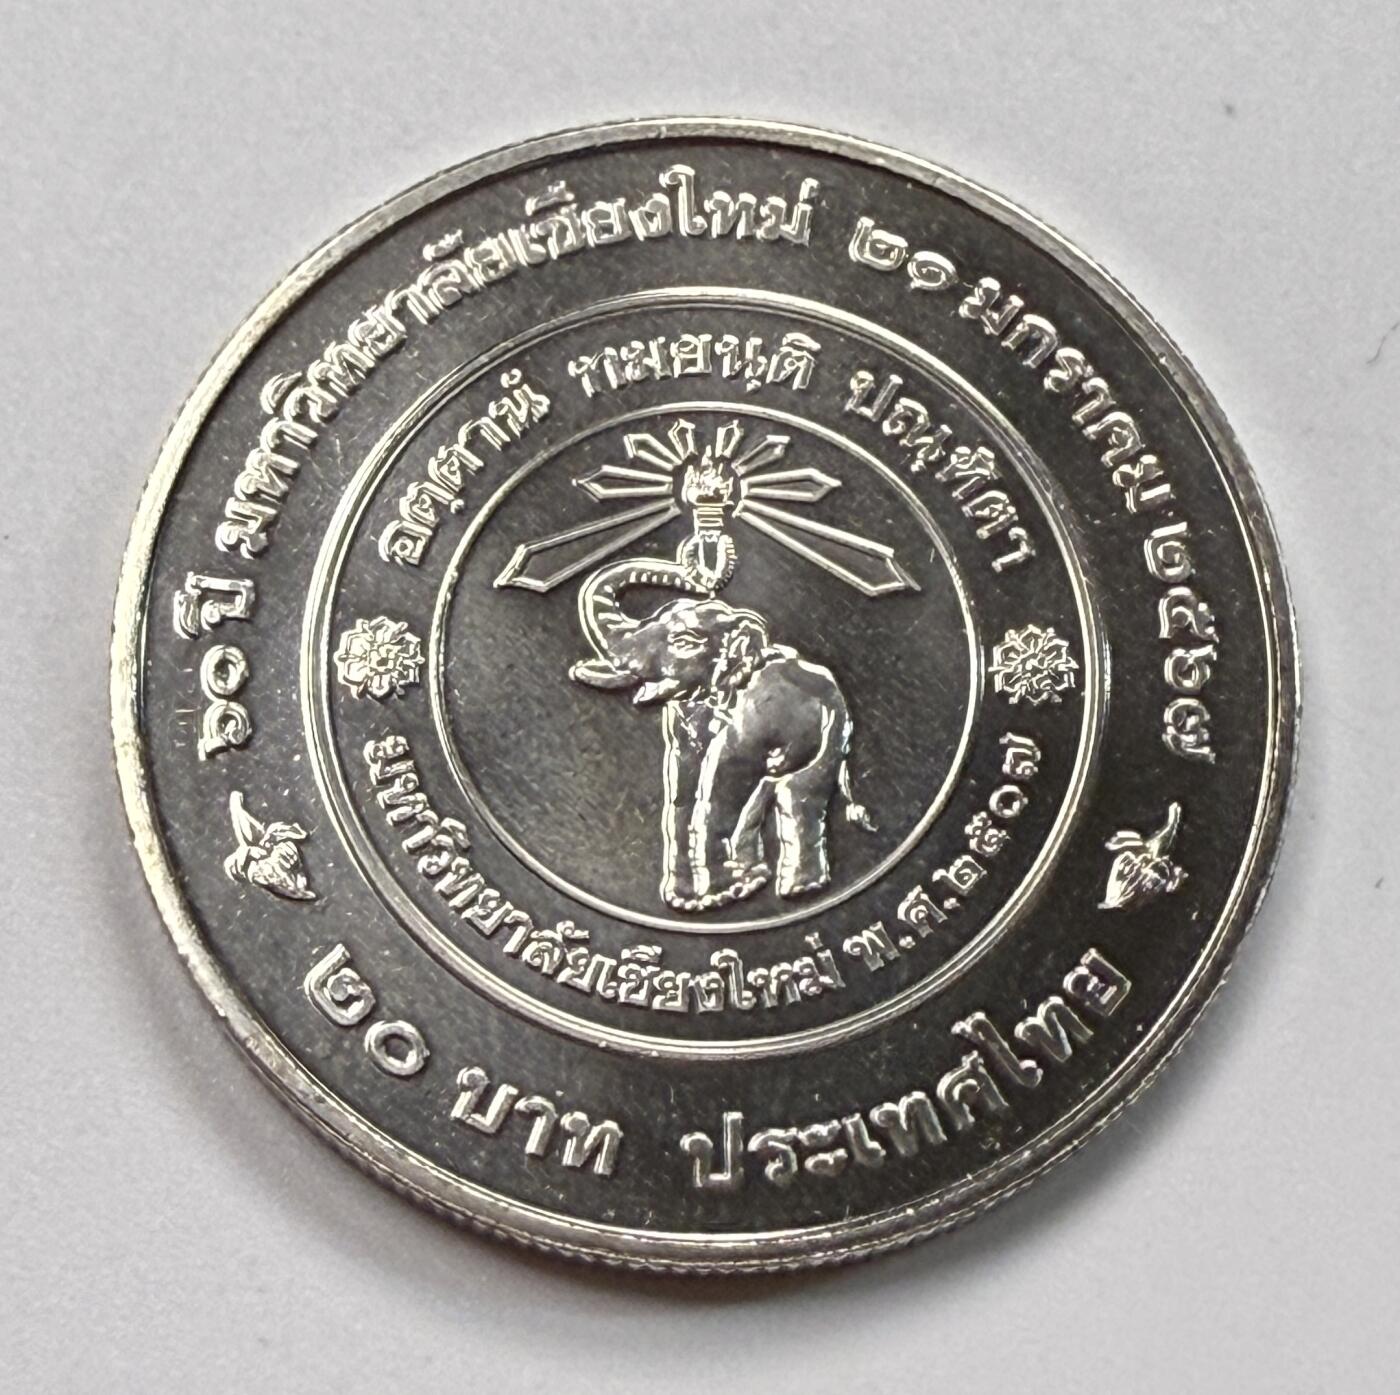 ๖๐ ปี มหาวิทยาลัยเชียงใหม่ ๒๑ มกราคม ๒๕๖๗
อตฺตานํ ทมยนฺติ ปณฺฑิตา
มหาวิทยาลัยเชียงใหม่ พ.ศ.๒๕๐๗
๒๐ บาท ประเทศไทย